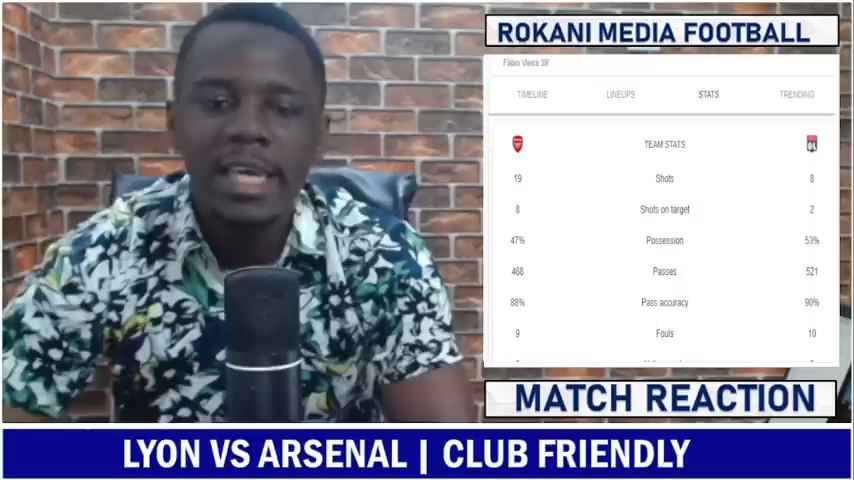 ROKANI MEDIA FOOTBALL
Fábio Vieira 39'
TIMELINE LINEUPS STATS TRENDING
OL
TEAM STATS
19 Shots 8
8 Shots on target 2
47% Possession 53%
468 Passes 521
88% Pass accuracy 90%
9 Fouls 10
MATCH REACTION
LYON VS ARSENAL | CLUB FRIENDLY